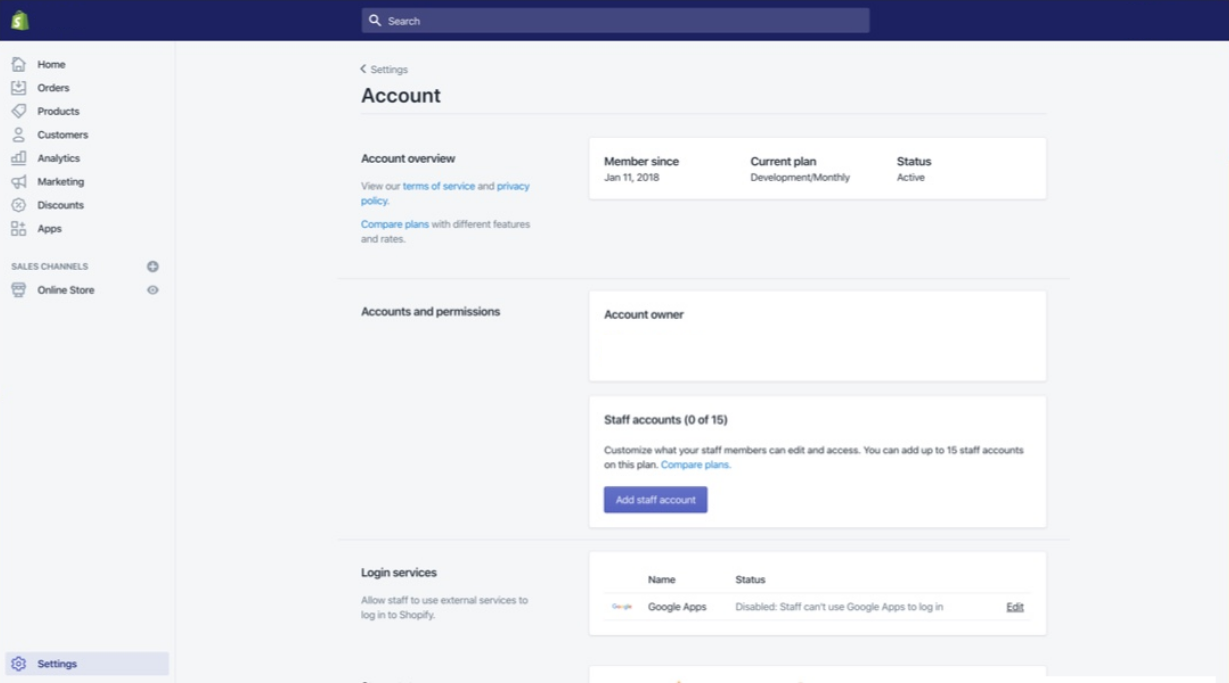 Search
Home
Orders
Products
Customers
Analytics
Marketing
Discounts
Apps
SALES CHANNELS
Online Store
Settings
Settings
Account
Account overview
View our terms of service and privacy
policy.
Compare plans with different features
and rates.
Member since
Jan 11, 2018
Current plan
Development/Monthly
Status
Active
Accounts and permissions
Account owner
Staff accounts (0 of 15)
Customize what your staff members can edit and access. You can add up to 15 staff accounts
on this plan. Compare plans.
Add staff account
Login services
Allow staff to use external services to
log in to Shopify.
Name
Status
Google
Google Apps
Disabled: Staff can't use Google Apps to log in
Edit